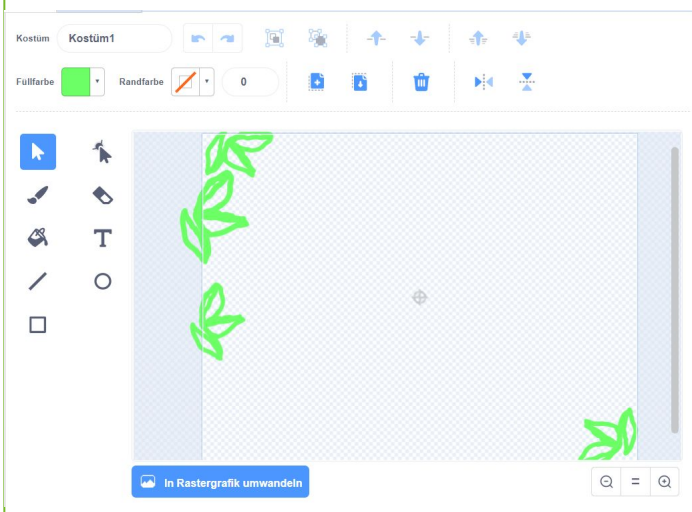 Kostüm Kostüm1
Füllfarbe Randfarbe 0
T
In Rastergrafik umwandeln